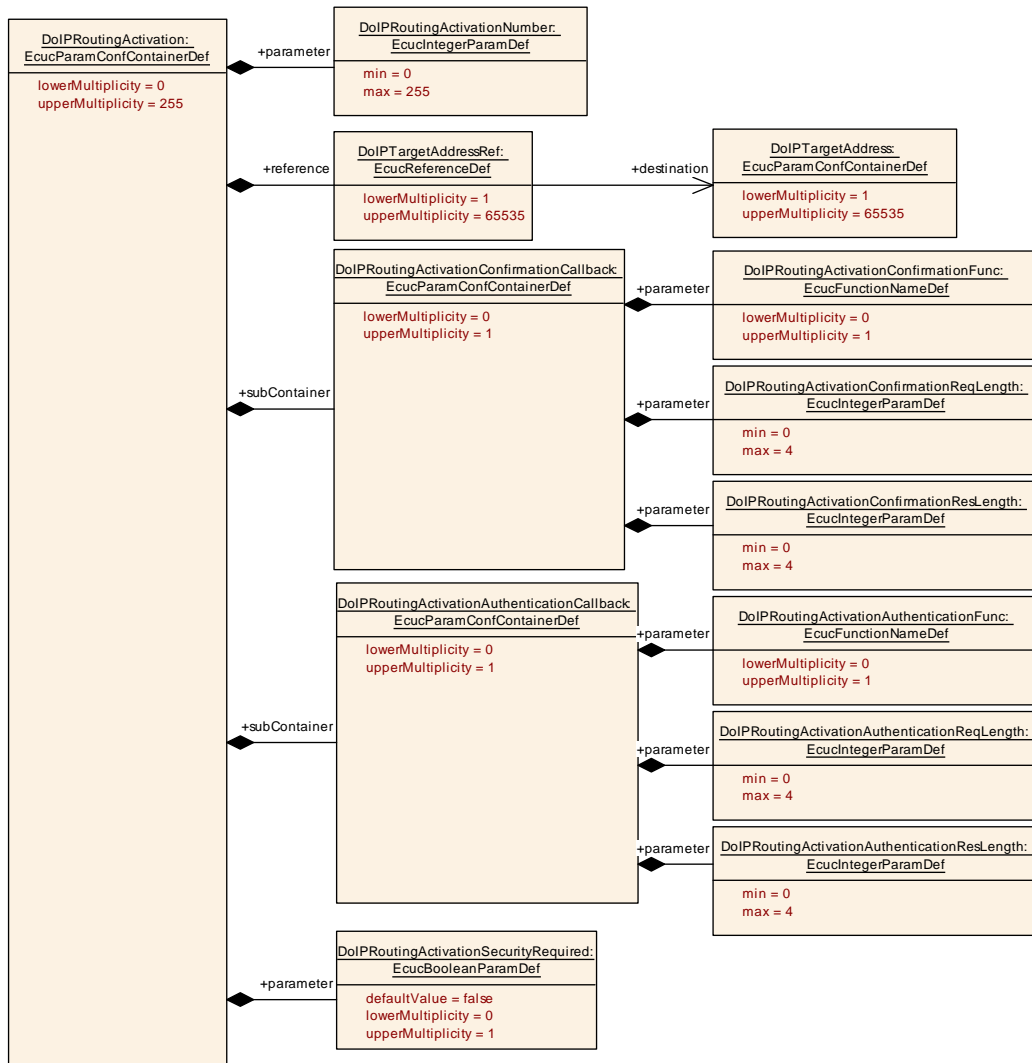 DoIPRoutingActivation:
EcucParamConfContainerDef
lowerMultiplicity = 0
upperMultiplicity = 255
+parameter
DoIPRoutingActivationNumber:
EcucIntegerParamDef
min = 0
max = 255
+reference
DoIPTargetAddressRef:
EcucReferenceDef
lowerMultiplicity = 1
upperMultiplicity = 65535
+destination
DoIPTargetAddress:
EcucParamConfContainerDef
lowerMultiplicity = 1
upperMultiplicity = 65535
+subContainer
DoIPRoutingActivationConfirmationCallback:
EcucParamConfContainerDef
lowerMultiplicity = 0
upperMultiplicity = 1
+parameter
DoIPRoutingActivationConfirmationFunc:
EcucFunctionNameDef
lowerMultiplicity = 0
upperMultiplicity = 1
+parameter
DoIPRoutingActivationConfirmationReqLength:
EcucIntegerParamDef
min = 0
max = 4
+parameter
DoIPRoutingActivationConfirmationResLength:
EcucIntegerParamDef
min = 0
max = 4
+subContainer
DoIPRoutingActivationAuthenticationCallback:
EcucParamConfContainerDef
lowerMultiplicity = 0
upperMultiplicity = 1
+parameter
DoIPRoutingActivationAuthenticationFunc:
EcucFunctionNameDef
lowerMultiplicity = 0
upperMultiplicity = 1
+parameter
DoIPRoutingActivationAuthenticationReqLength:
EcucIntegerParamDef
min = 0
max = 4
+parameter
DoIPRoutingActivationAuthenticationResLength:
EcucIntegerParamDef
min = 0
max = 4
+parameter
DoIPRoutingActivationSecurityRequired:
EcucBooleanParamDef
defaultValue = false
lowerMultiplicity = 0
upperMultiplicity = 1